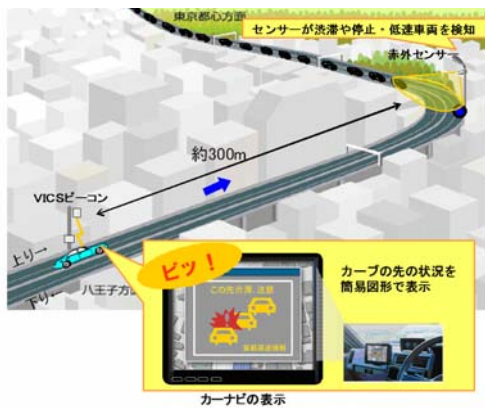 東京都心方面
センサーが渋滞や停止・低速車両を検知
赤外センサー
約300m
VICSビーコン
上り→
下り←
八王子方面
ピッ！
この先渋滞、注意
カーブの先の状況を
簡易図形で表示
カーナビの表示